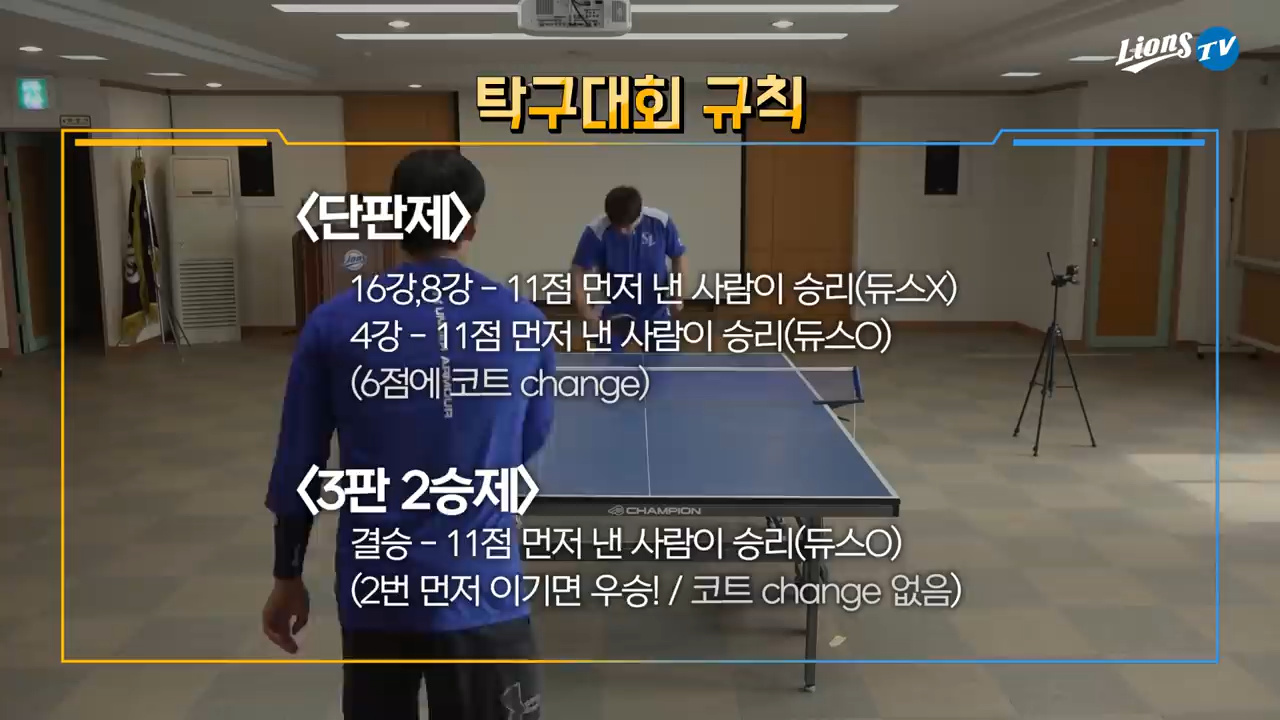 Lions TV
탁구대회 규칙
<단판제>
16강,8강 - 11점 먼저 낸 사람이 승리(듀스X)
4강 - 11점 먼저 낸 사람이 승리(듀스O)
(6점에 코트 change)
<3판 2승제>
결승 - 11점 먼저 낸 사람이 승리(듀스O)
(2번 먼저 이기면 우승! / 코트 change 없음)
CHAMPION
UNDER ARMOUR
SL
Lions